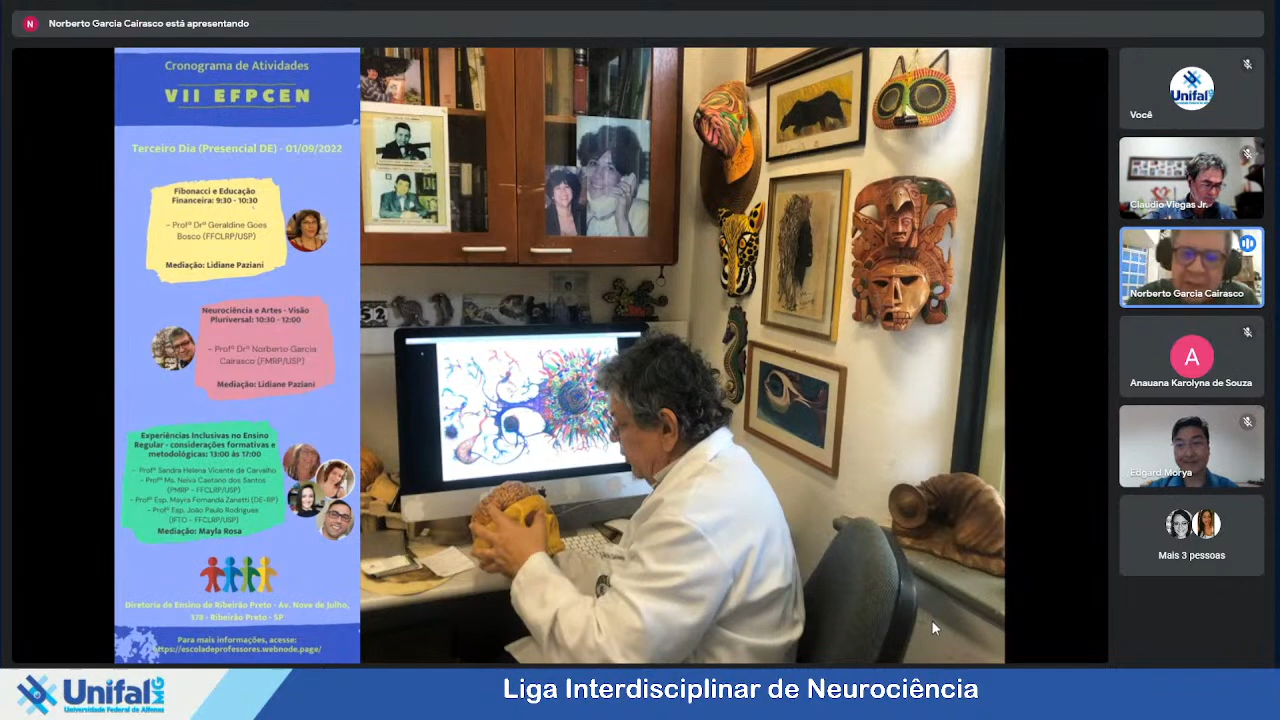 N
Norberto Garcia Cairasco está apresentando
Cronograma de Atividades
VII EFPCEN
Terceiro Dia (Presencial DE) - 01/09/2022
Fibonacci e Educação
Financeira: 9:30 - 10:30
- Profª Drª Geraldine Goes
Bosco (FFCLRP/USP)
Mediação: Lidiane Paziani
Neurociência e Artes - Visão
Pluriversal: 10:30 - 12:00
- Profº Drº Norberto Garcia
Cairasco (FMRP/USP)
Mediação: Lidiane Paziani
Experiências Inclusivas no Ensino
Regular - considerações formativas e
metodológicas: 13:00 às 17:00
- Profª Sandra Helena Vicente de Carvalho
- Profª Ms. Neiva Caetano dos Santos
(PMRP - FFCLRP/USP)
- Profª Esp. Mayra Fernanda Zanetti (DE-RP)
- Profº Esp. João Paulo Rodrigues
(IFTO - FFCLRP/USP)
Mediação: Mayla Rosa
Diretoria de Ensino de Ribeirão Preto - Av. Nove de Julho,
378 - Ribeirão Preto - SP
Para mais informações, acesse:
https://escoladeprofessores.webnode.page/
52
Unifal
Você
Claudio Viegas Jr.
Norberto Garcia Cairasco
A
Anauana Karolyna de Souza
Edgard Morya
Mais 3 pessoas
Unifal MG
Universidade Federal de Alfenas
Liga Interdisciplinar de Neurociência